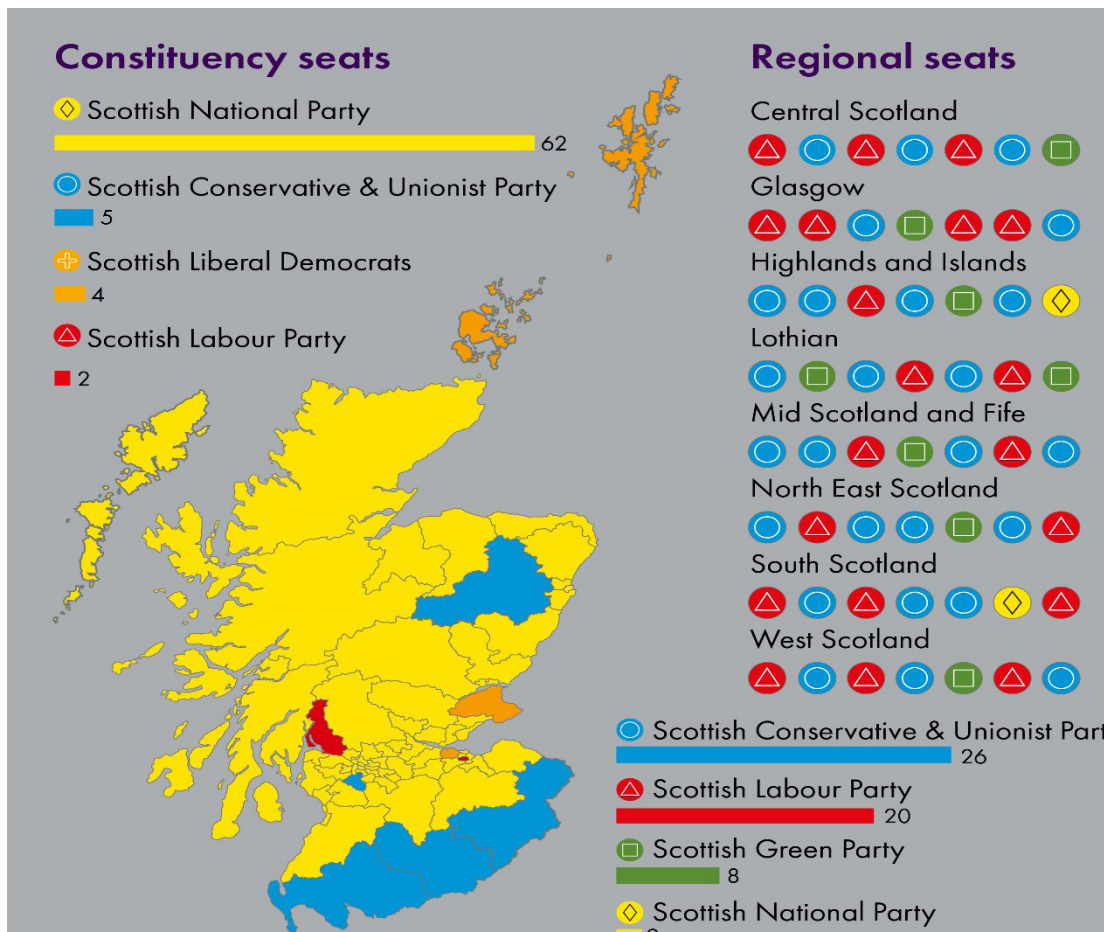 Constituency seats
Scottish National Party
62
Scottish Conservative & Unionist Party
5
Scottish Liberal Democrats
4
Scottish Labour Party
2
Regional seats
Central Scotland
Glasgow
Highlands and Islands
Lothian
Mid Scotland and Fife
North East Scotland
South Scotland
West Scotland
Scottish Conservative & Unionist Part
26
Scottish Labour Party
20
Scottish Green Party
8
Scottish National Party